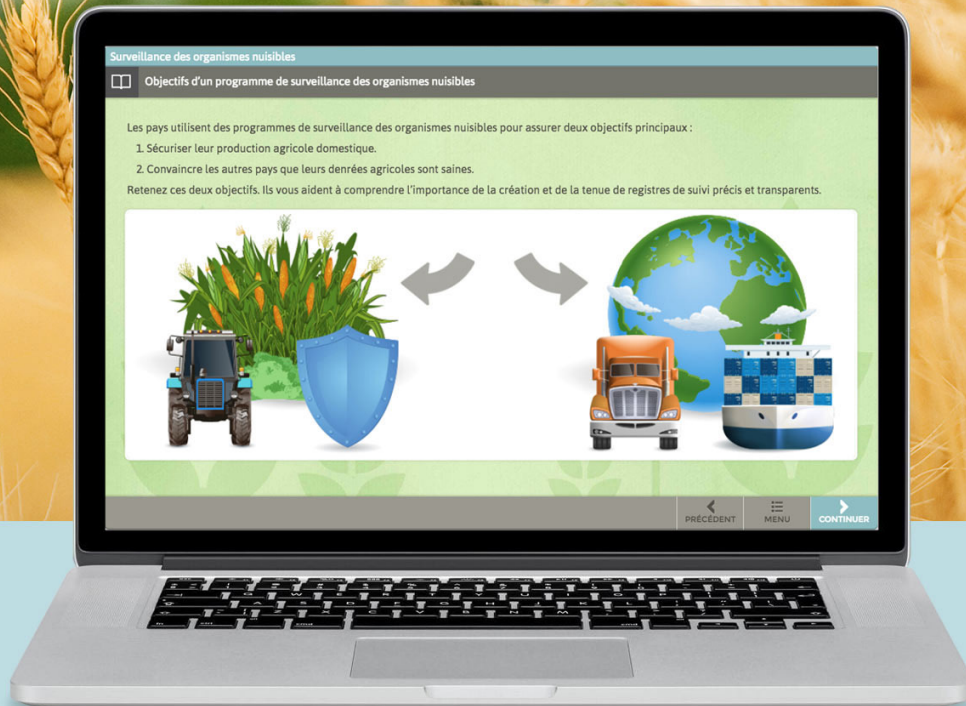 Surveillance des organismes nuisibles
Objectifs d'un programme de surveillance des organismes nuisibles
Les pays utilisent des programmes de surveillance des organismes nuisibles pour assurer deux objectifs principaux :
1. Sécuriser leur production agricole domestique.
2. Convaincre les autres pays que leurs denrées agricoles sont saines.
Retenez ces deux objectifs. Ils vous aident à comprendre l'importance de la création et de la tenue de registres de suivi précis et transparents.
PRÉCÉDENT
MENU
CONTINUER